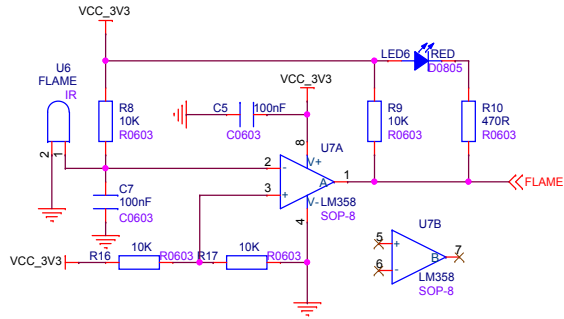 VCC_3V3
U6
FLAME
IR
2
1
R8
10K
R0603
C7
100nF
C0603
C5
100nF
C0603
VCC_3V3
8
U7A
V+
2
-
3
+
A
1
V-
LM358
SOP-8
4
LED6
RED
D0805
R9
10K
R0603
R10
470R
R0603
FLAME
VCC_3V3
R16
10K
R0603
R17
10K
R0603
U7B
5
+
6
-
B
7
LM358
SOP-8